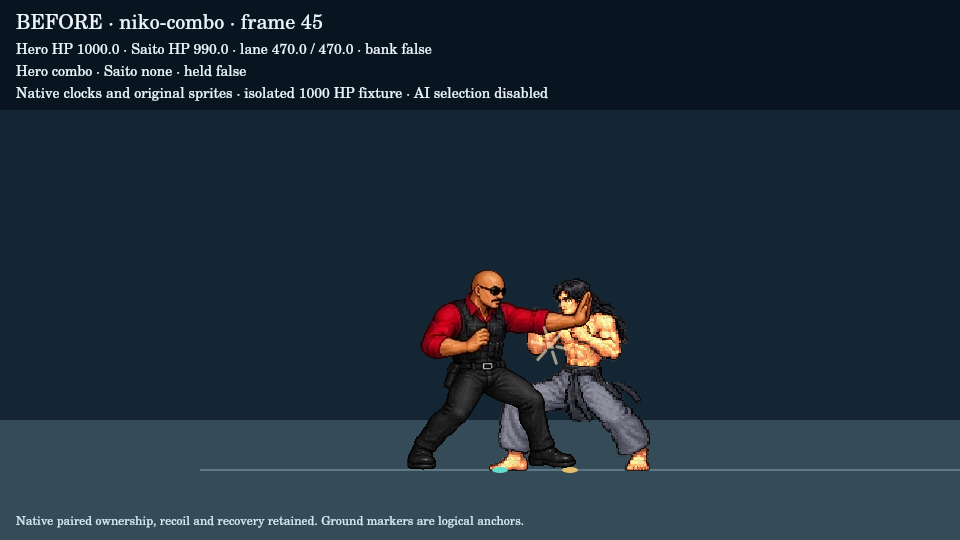 BEFORE · niko-combo · frame 45
Hero HP 1000.0 · Saito HP 990.0 · lane 470.0 / 470.0 · bank false
Hero combo · Saito none · held false
Native clocks and original sprites · isolated 1000 HP fixture · AI selection disabled
Native paired ownership, recoil and recovery retained. Ground markers are logical anchors.